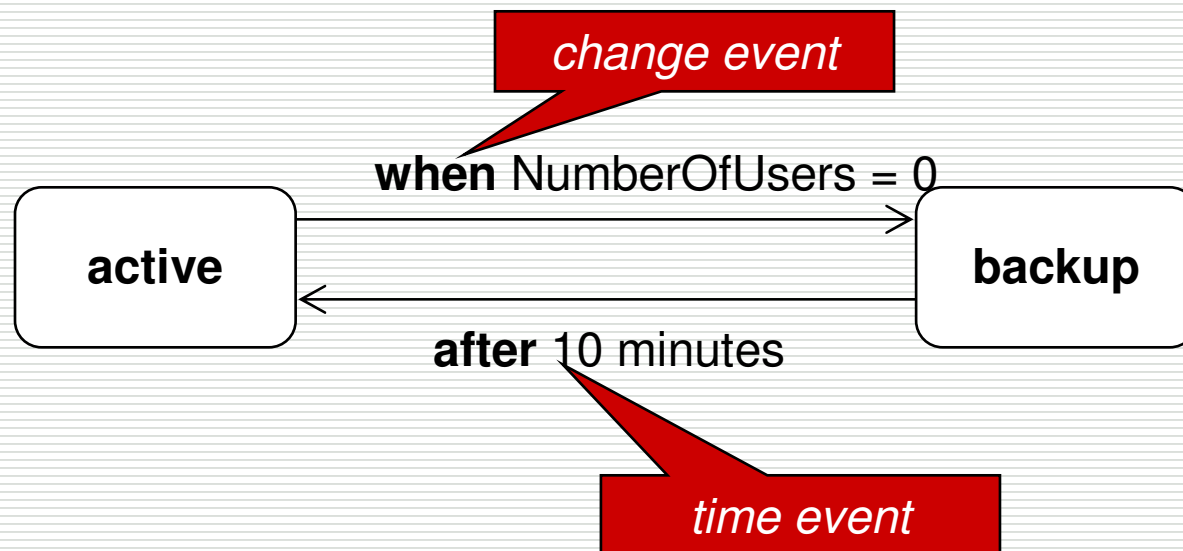 change event
when NumberOfUsers = 0
active
backup
after 10 minutes
time event